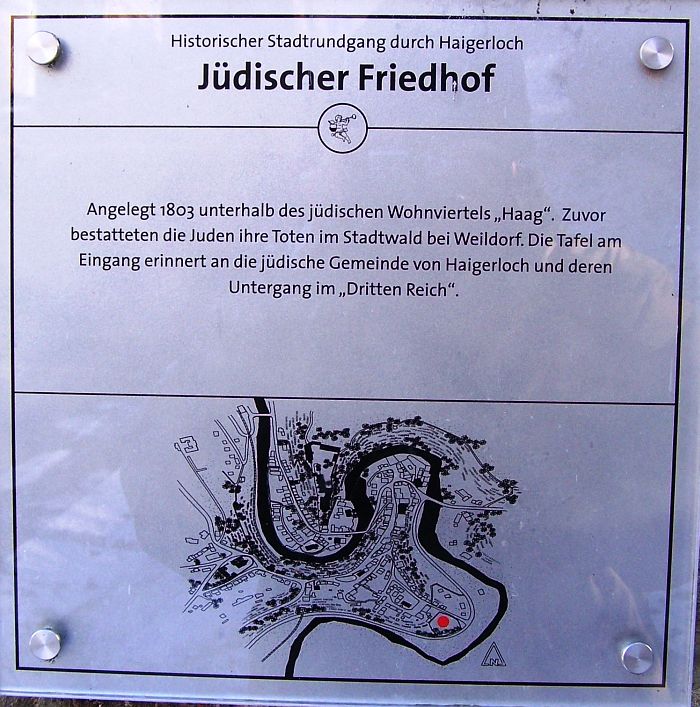 Historischer Stadtrundgang durch Haigerloch
Jüdischer Friedhof
Angelegt 1803 unterhalb des jüdischen Wohnviertels „Haag“. Zuvor
bestatteten die Juden ihre Toten im Stadtwald bei Weildorf. Die Tafel am
Eingang erinnert an die jüdische Gemeinde von Haigerloch und deren
Untergang im „Dritten Reich“.
N